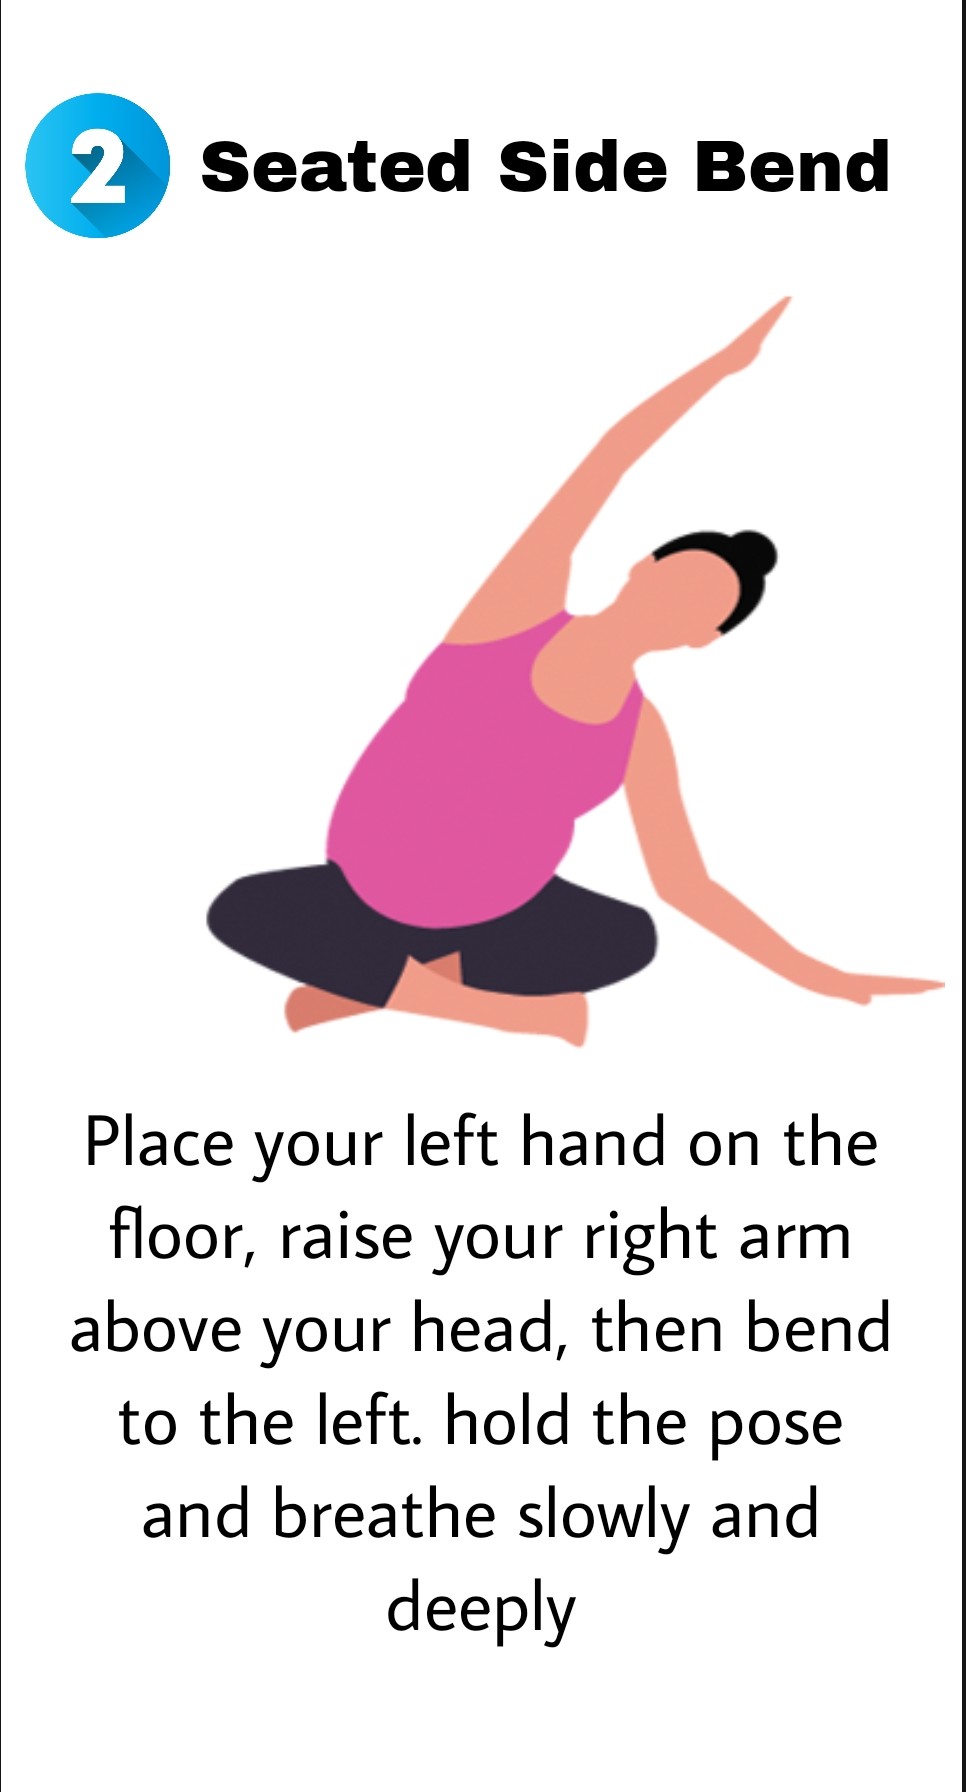 2 Seated Side Bend
Place your left hand on the
floor, raise your right arm
above your head, then bend
to the left. hold the pose
and breathe slowly and
deeply